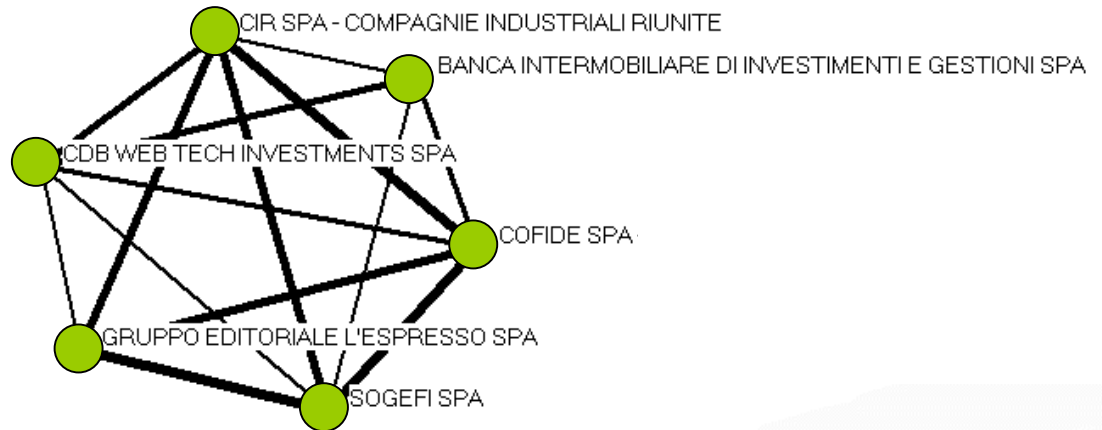 CIR SPA - COMPAGNIE INDUSTRIALI RIUNITE
BANCA INTERMOBILIARE DI INVESTIMENTI E GESTIONI SPA
CDB WEB TECH INVESTMENTS SPA
COFIDE SPA
GRUPPO EDITORIALE L'ESPRESSO SPA
SOGEFI SPA